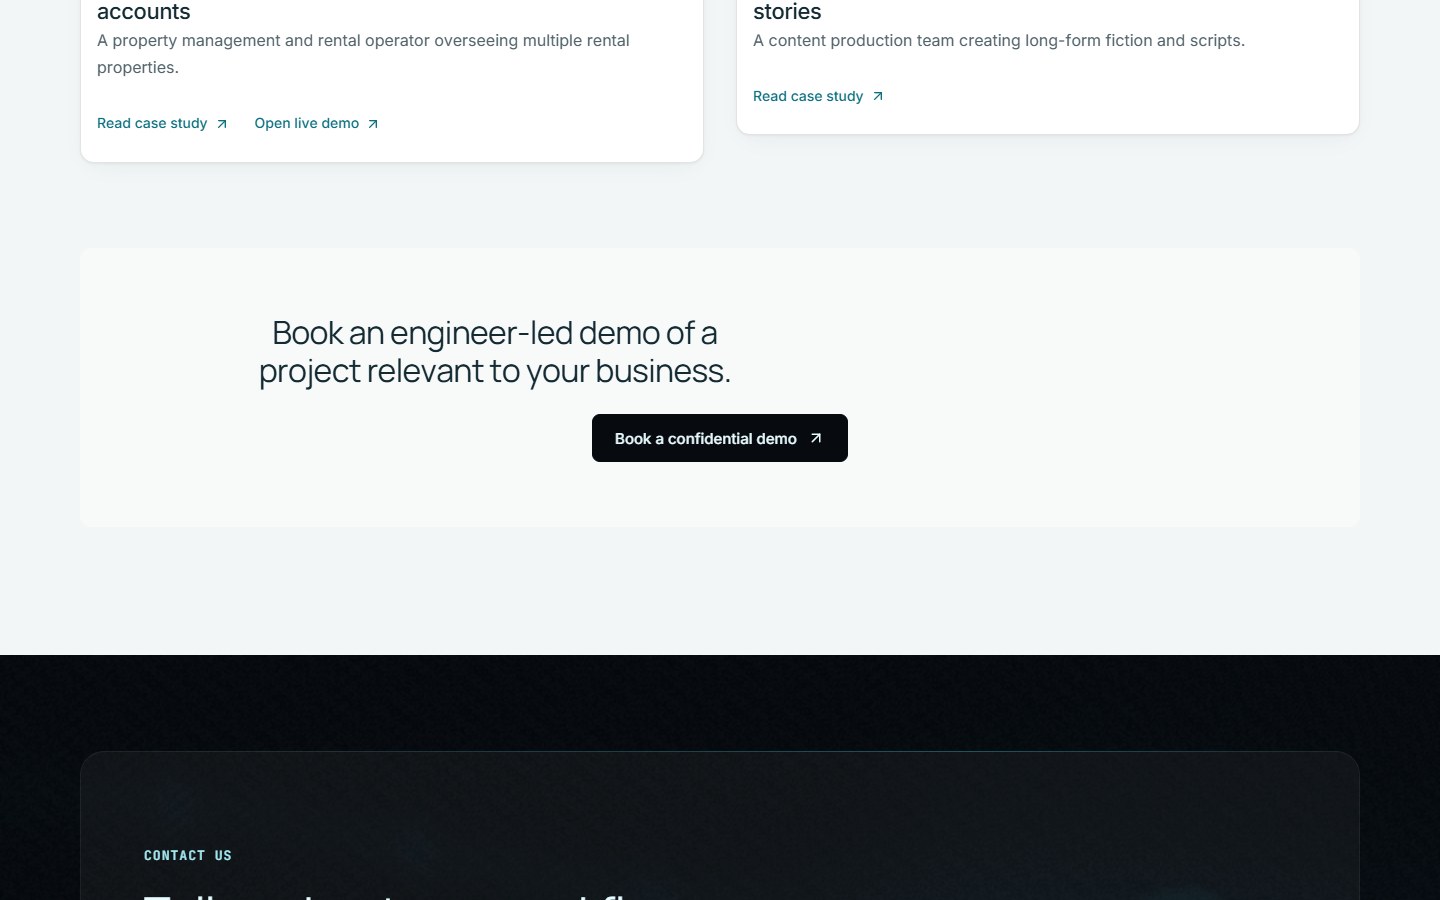 accounts
A property management and rental operator overseeing multiple rental
properties.
Read case study
Open live demo
stories
A content production team creating long-form fiction and scripts.
Read case study
Book an engineer-led demo of a
project relevant to your business.
Book a confidential demo
CONTACT US